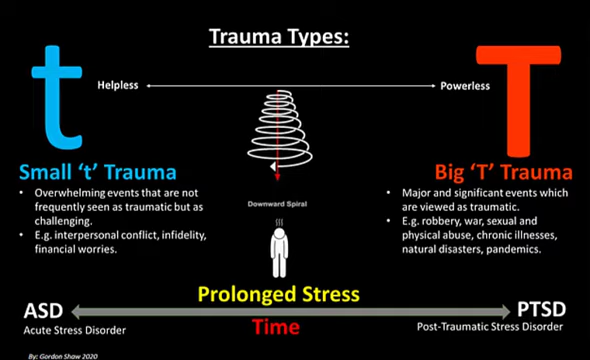 Trauma Types:
t
T
Helpless
Powerless
Small ‘t’ Trauma
• Overwhelming events that are not
frequently seen as traumatic but as
challenging.
• E.g. interpersonal conflict, infidelity,
financial worries.
Big ‘T’ Trauma
• Major and significant events which
are viewed as traumatic.
• E.g. robbery, war, sexual and
physical abuse, chronic illnesses,
natural disasters, pandemics.
Downward Spiral
Prolonged Stress
ASD
Acute Stress Disorder
Time
PTSD
Post-Traumatic Stress Disorder
By: Gordon Shaw 2020